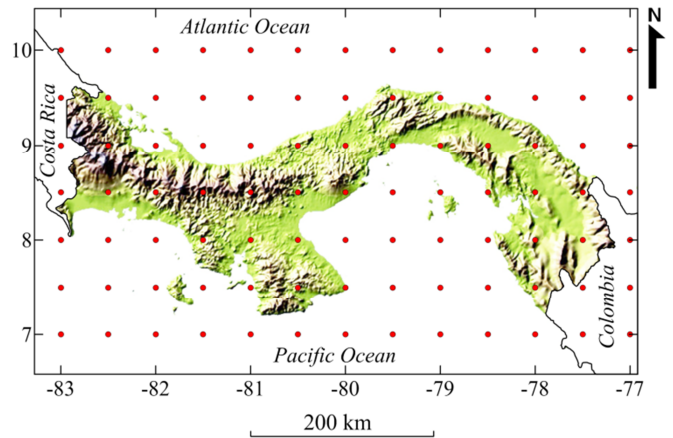 N
Atlantic Ocean
10
Costa Rica
9
8
Colombia
7
Pacific Ocean
-83 -82 -81 -80 -79 -78 -77
200 km